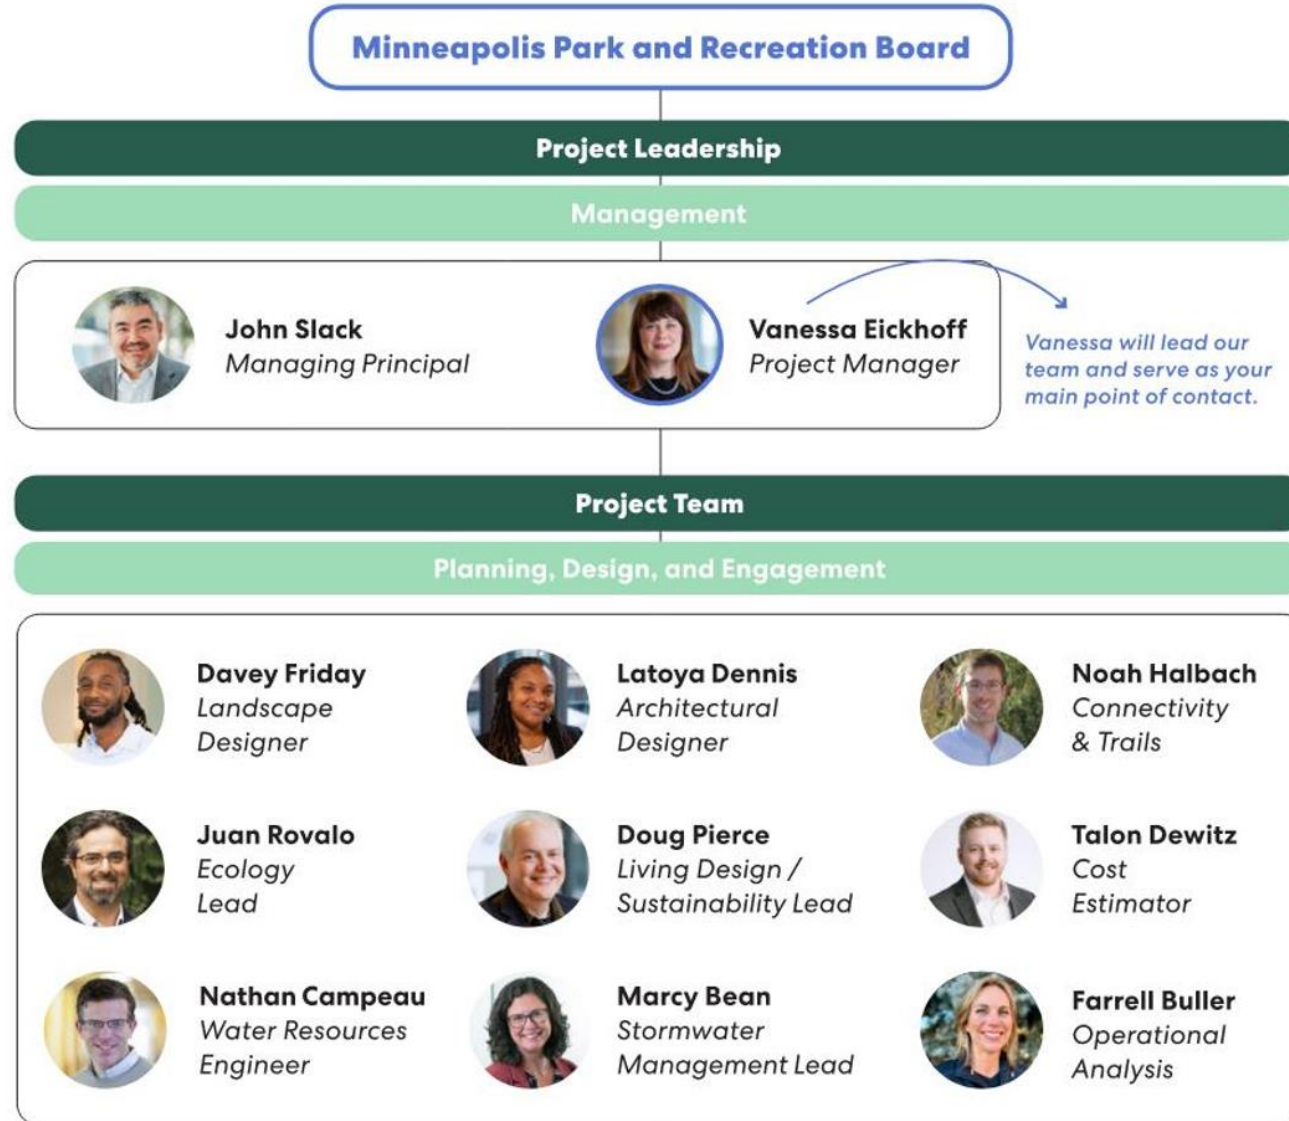 Minneapolis Park and Recreation Board
Project Leadership
Management
John Slack
Managing Principal
Vanessa Eickhoff
Project Manager
Vanessa will lead our
team and serve as your
main point of contact.
Project Team
Planning, Design, and Engagement
Davey Friday
Landscape
Designer
Latoya Dennis
Architectural
Designer
Noah Halbach
Connectivity
& Trails
Juan Rovalo
Ecology
Lead
Doug Pierce
Living Design /
Sustainability Lead
Talon Dewitz
Cost
Estimator
Nathan Campeau
Water Resources
Engineer
Marcy Bean
Stormwater
Management Lead
Farrell Buller
Operational
Analysis